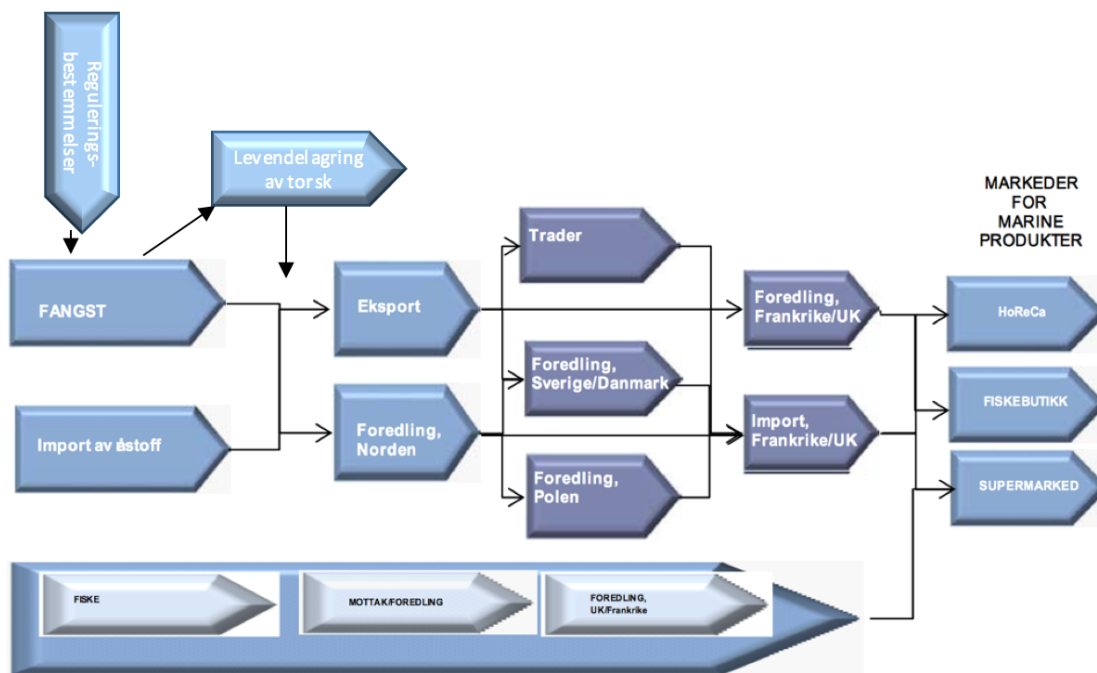 Regulerings-
bestemmelser
Levendelagring
av torsk
MARKEDER
FOR
MARINE
PRODUKTER
Trader
FANGST
Eksport
Foredling,
Frankrike/UK
HoReCa
Foredling,
Sverige/Danmark
FISKEBUTIKK
Import av åstoff
Foredling,
Norden
Import,
Frankrike/UK
Foredling,
Polen
SUPERMARKED
FISKE
MOTTAK/FOREDLING
FOREDLING,
UK/Frankrike